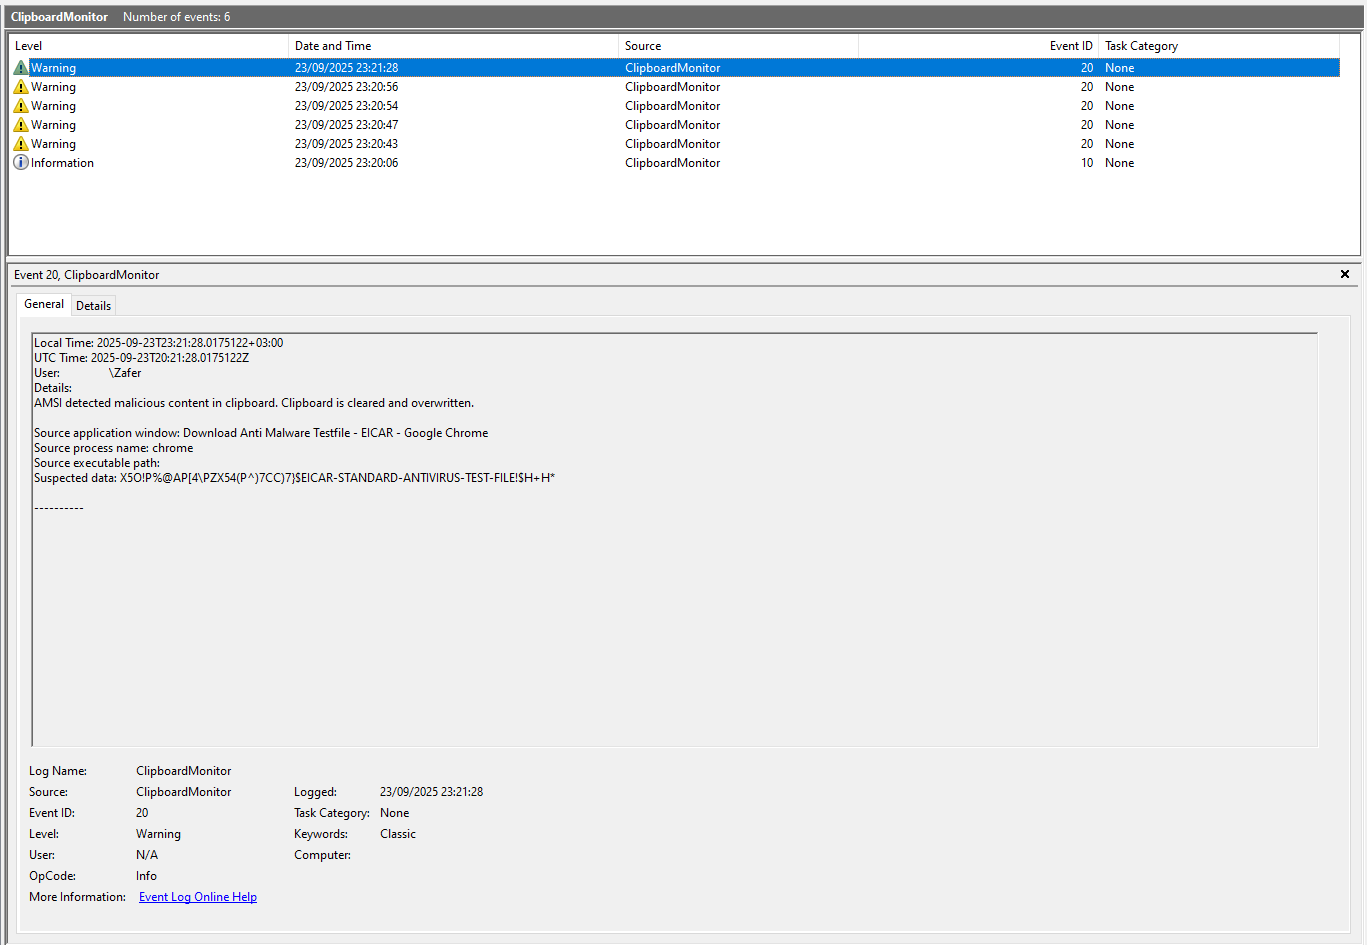 ClipboardMonitor Number of events: 6
Level Date and Time Source Event ID Task Category
Warning 23/09/2025 23:21:28 ClipboardMonitor 20 None
Warning 23/09/2025 23:20:56 ClipboardMonitor 20 None
Warning 23/09/2025 23:20:54 ClipboardMonitor 20 None
Warning 23/09/2025 23:20:47 ClipboardMonitor 20 None
Warning 23/09/2025 23:20:43 ClipboardMonitor 20 None
Information 23/09/2025 23:20:06 ClipboardMonitor 10 None
Event 20, ClipboardMonitor
General Details
Local Time: 2025-09-23T23:21:28.0175122+03:00
UTC Time: 2025-09-23T20:21:28.0175122Z
User: \Zafer
Details:
AMSI detected malicious content in clipboard. Clipboard is cleared and overwritten.
Source application window: Download Anti Malware Testfile - EICAR - Google Chrome
Source process name: chrome
Source executable path:
Suspected data: X5O!P%@AP[4\PZX54(P^)7CC)7}$EICAR-STANDARD-ANTIVIRUS-TEST-FILE!$H+H*
----------
Log Name: ClipboardMonitor
Source: ClipboardMonitor Logged: 23/09/2025 23:21:28
Event ID: 20 Task Category: None
Level: Warning Keywords: Classic
User: N/A Computer:
OpCode: Info
More Information: Event Log Online Help